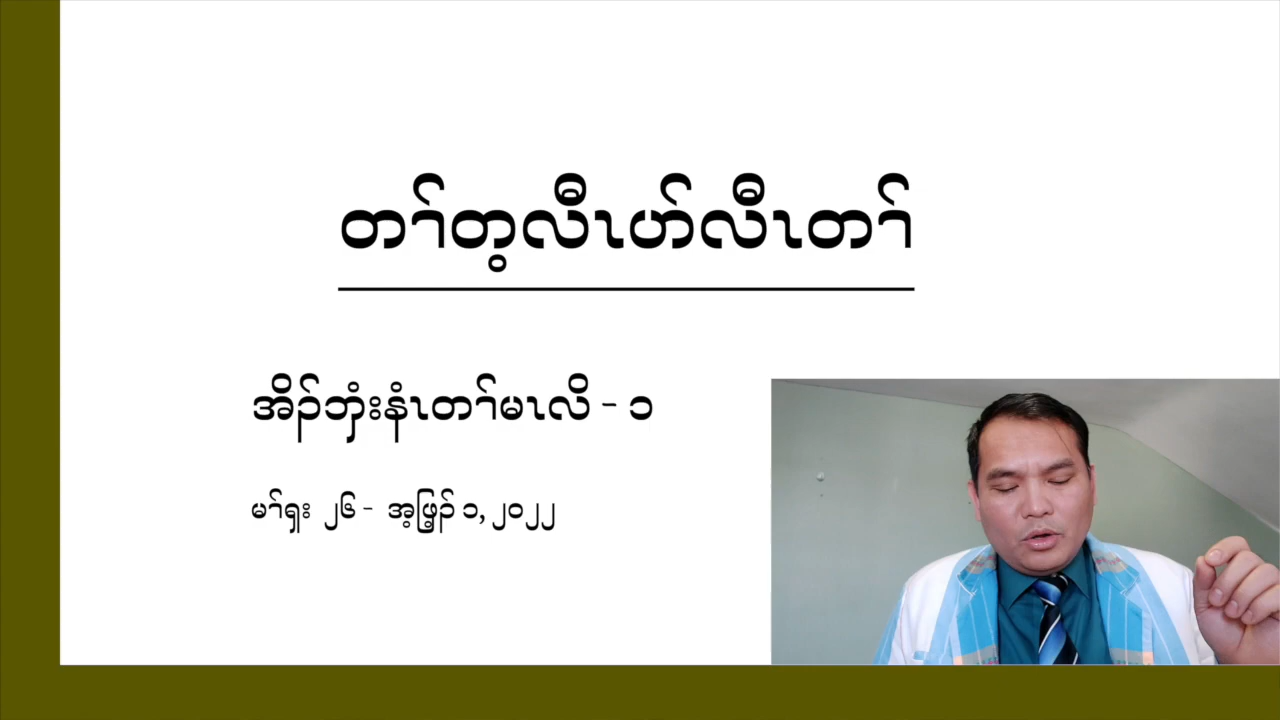 တၢ်တွလီၤဟ်လီၤတၢ်
အိၣ်ဘှံးနံၤတၢ်မၤလိ - ၁
မၢ်ရှး ၂၆ - အ့ဖြ့ၣ် ၁, ၂၀၂၂